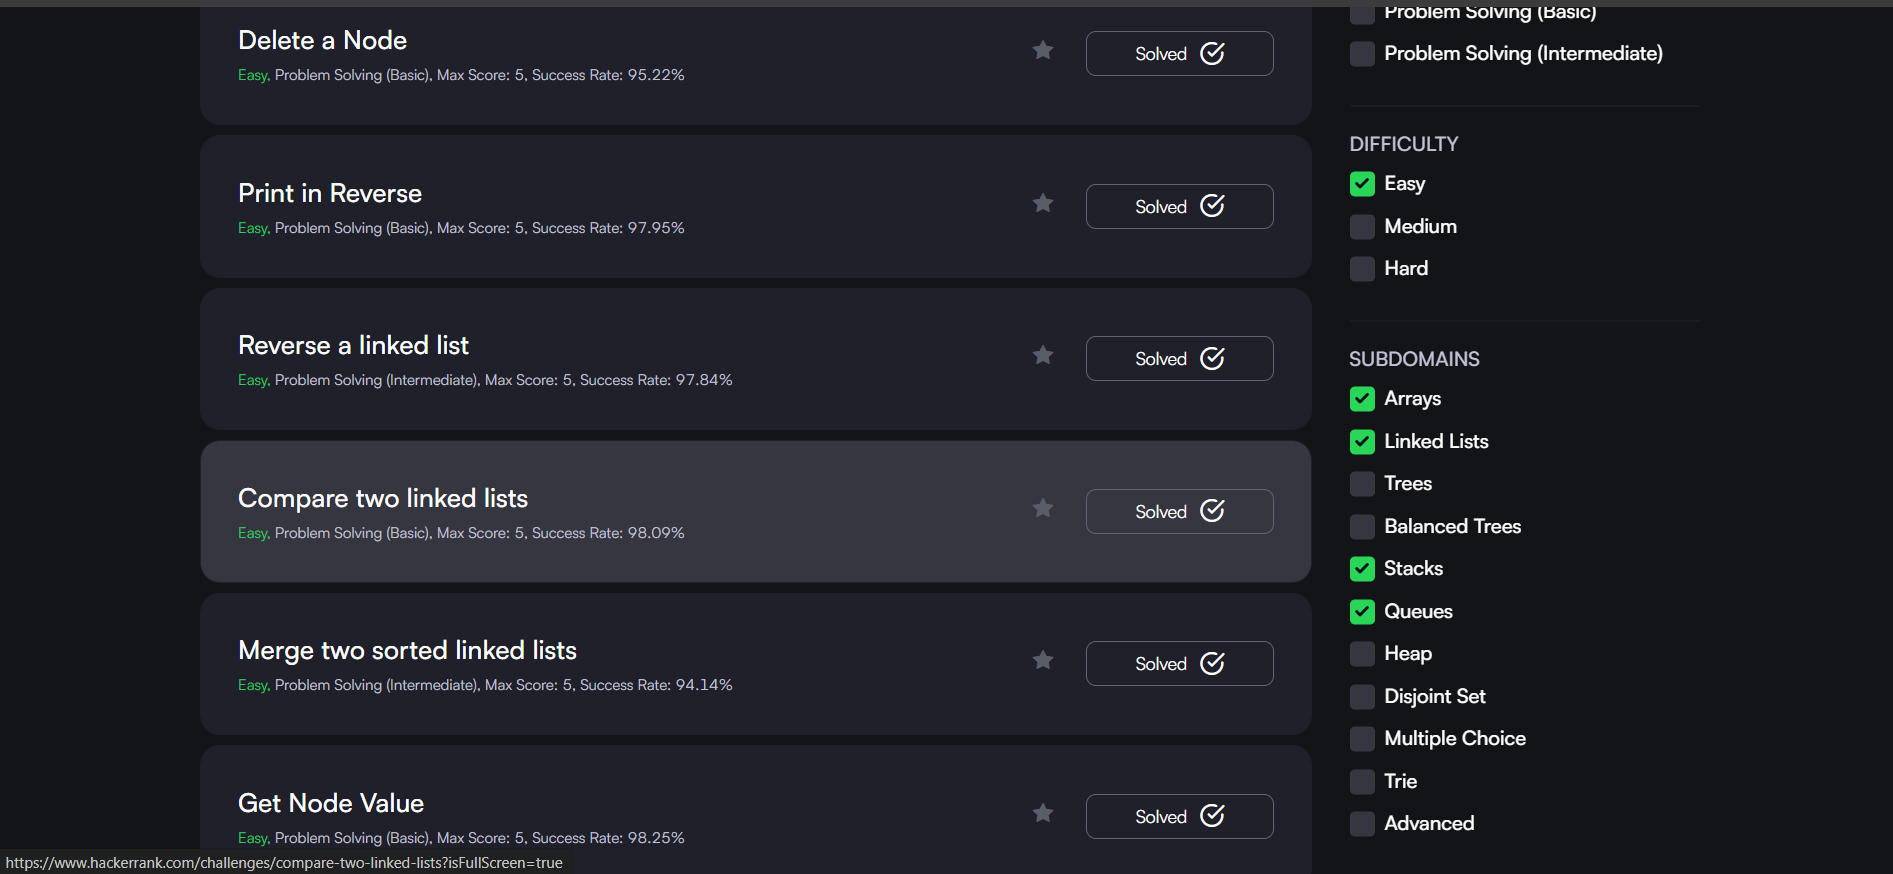 Delete a Node
Easy, Problem Solving (Basic), Max Score: 5, Success Rate: 95.22%
Solved
Print in Reverse
Easy, Problem Solving (Basic), Max Score: 5, Success Rate: 97.95%
Solved
Reverse a linked list
Easy, Problem Solving (Intermediate), Max Score: 5, Success Rate: 97.84%
Solved
Compare two linked lists
Easy, Problem Solving (Basic), Max Score: 5, Success Rate: 98.09%
Solved
Merge two sorted linked lists
Easy, Problem Solving (Intermediate), Max Score: 5, Success Rate: 94.14%
Solved
Get Node Value
Easy, Problem Solving (Basic), Max Score: 5, Success Rate: 98.25%
Solved
Problem Solving (Basic)
Problem Solving (Intermediate)
DIFFICULTY
Easy
Medium
Hard
SUBDOMAINS
Arrays
Linked Lists
Trees
Balanced Trees
Stacks
Queues
Heap
Disjoint Set
Multiple Choice
Trie
Advanced
https://www.hackerrank.com/challenges/compare-two-linked-lists?isFullScreen=true